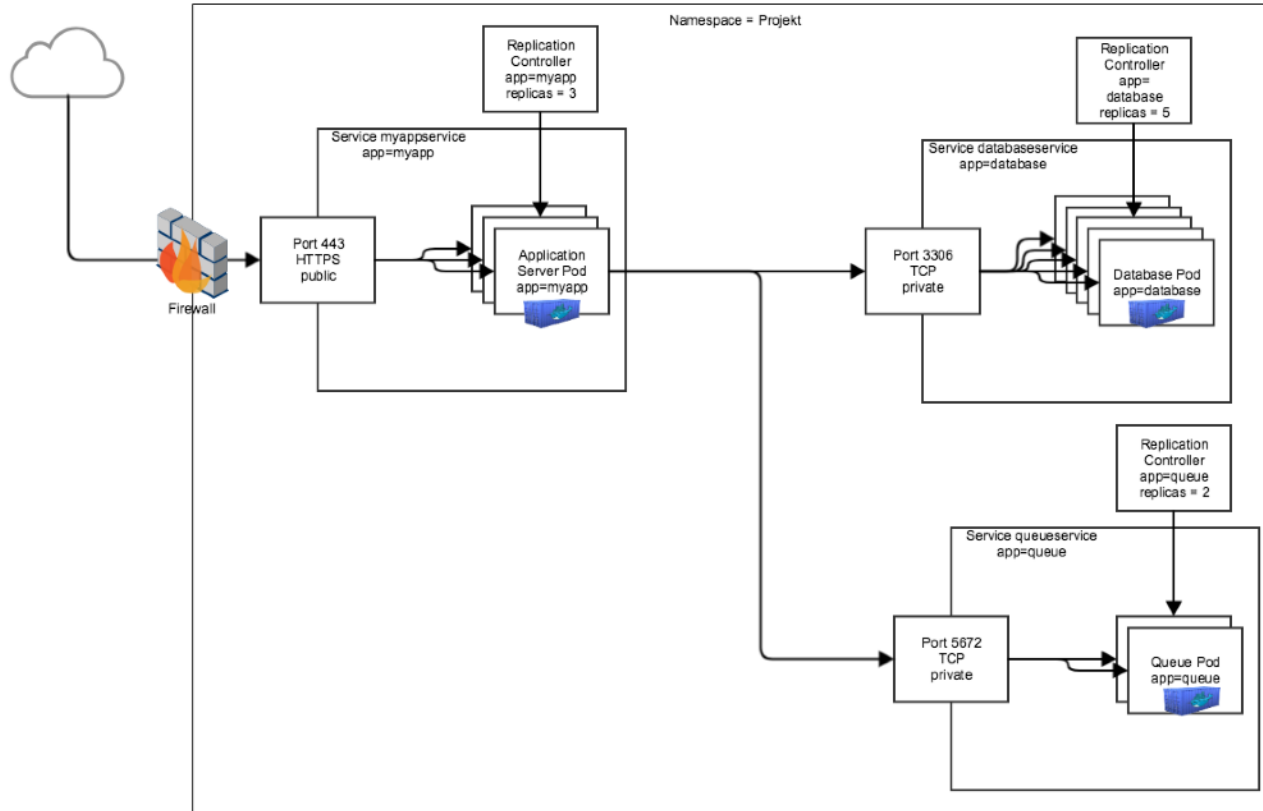 Namespace = Projekt
Replication
Controller
app=myapp
replicas = 3
Replication
Controller
app=
database
replicas = 5
Service myappservice
app=myapp
Service databaseservice
app=database
Firewall
Port 443
HTTPS
public
Application
Server Pod
app=myapp
Port 3306
TCP
private
Database Pod
app=database
Replication
Controller
app=queue
replicas = 2
Service queueservice
app=queue
Port 5672
TCP
private
Queue Pod
app=queue